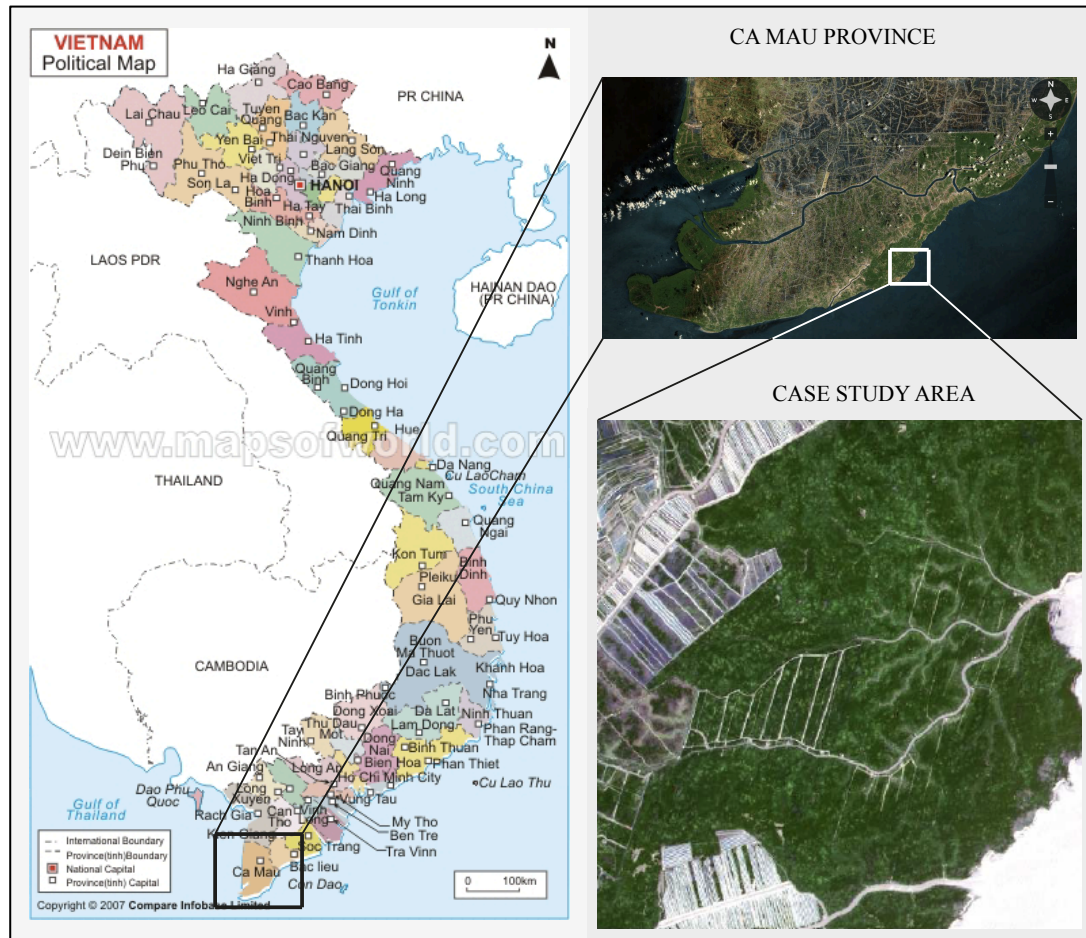 VIETNAM
Political Map
N
Ha Giang
Cao Bang
PR CHINA
Lai Chau
Leo Cai
Tuyen
Quang
Bac Kan
Yen Bai
Thai Nguyen
Lang Son
Dein Bien
Phu
Phu Tho
Viet Tri
Bao Giang
Quang
Ninh
Son La
Ha Dong
HANOI
Ha Long
Hoa
Binh
Ha Tay
Thai Binh
Ninh Binh
Nam Dinh
LAOS PDR
Thanh Hoa
Nghe An
Gulf of
Tonkin
HAINAN DAO
(PR CHINA)
Vinh
Ha Tinh
Quang
Binh
Dong Hoi
Dong Ha
Hue
Quang Tri
www.mapsofworld.com
Da Nang
Cu LaoCham
THAILAND
Quang Nam
Tam Ky
South China
Sea
Quang
Ngai
Kon Tum
Binh
Dinh
Pleiku
Gia Lai
Quy Nhon
Phu
Yen
Tuy Hoa
Buon
Ma Thuot
Dac Lak
CAMBODIA
Khanh Hoa
Nha Trang
Binh Phuoc
Dong Xoai
Da Lat
Ninh Thuan
Thu Dau
Mot
Lam Dong
Phan Rang-
Thap Cham
Tay
Ninh
Dong
Nai
Binh Thuan
Tan An
Bien Hoa
Phan Thiet
An Giang
Long An
Ho Chi Minh City
Cu Lao Thu
Dao Phu
Quoc
Long
Xuyen
Vung Tau
Gulf of
Thailand
Rach Gia
Can
Tho
Vinh
Long
My Tho
Ben Tre
Kien Giang
Soc Trang
Tra Vinn
Ca Mau
Bac lieu
Con Dao
International Boundary
Province(tinh)Boundary
National Capital
Province(tinh) Capital
0 100km
Copyright © 2007 Compare Infobase Limited
CA MAU PROVINCE
N
W E
S
+
−
CASE STUDY AREA